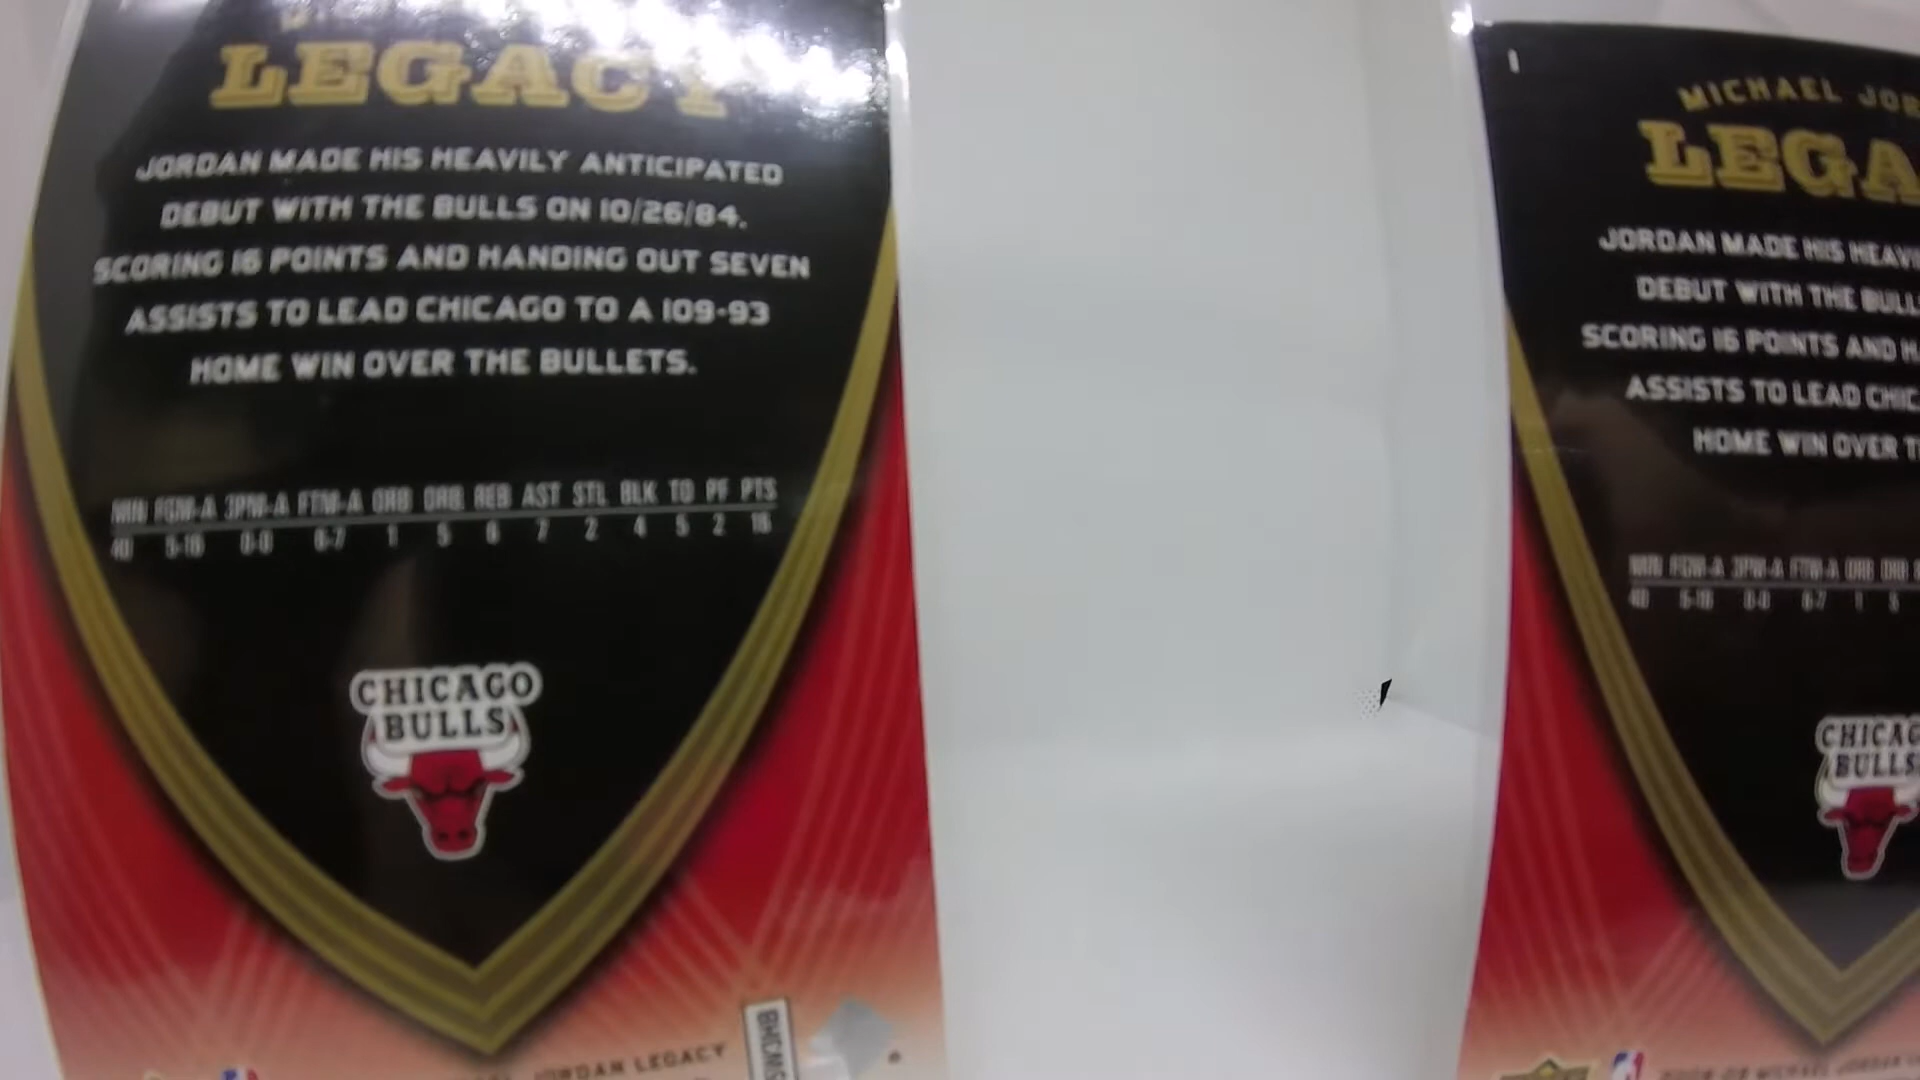 LEGACY
JORDAN MADE HIS HEAVILY ANTICIPATED
DEBUT WITH THE BULLS ON 10/26/84.
SCORING 16 POINTS AND HANDING OUT SEVEN
ASSISTS TO LEAD CHICAGO TO A 109-93
HOME WIN OVER THE BULLETS.
MIN FGM-A 3PM-A FTM-A ORB DRB REB AST STL BLK TO PF PTS
40 5-16 0-0 6-7 1 5 6 7 2 4 5 2 16
CHICAGO
BULLS
JORDAN LEGACY
MICHAEL JOR
LEGA
JORDAN MADE HIS HEAVI
DEBUT WITH THE BULL
SCORING 16 POINTS AND H
ASSISTS TO LEAD CHIC
HOME WIN OVER T
MIN FGM-A 3PM-A FTM-A ORB DRB
40 5-16 0-0 6-7 1 5
CHICAG
BULLS